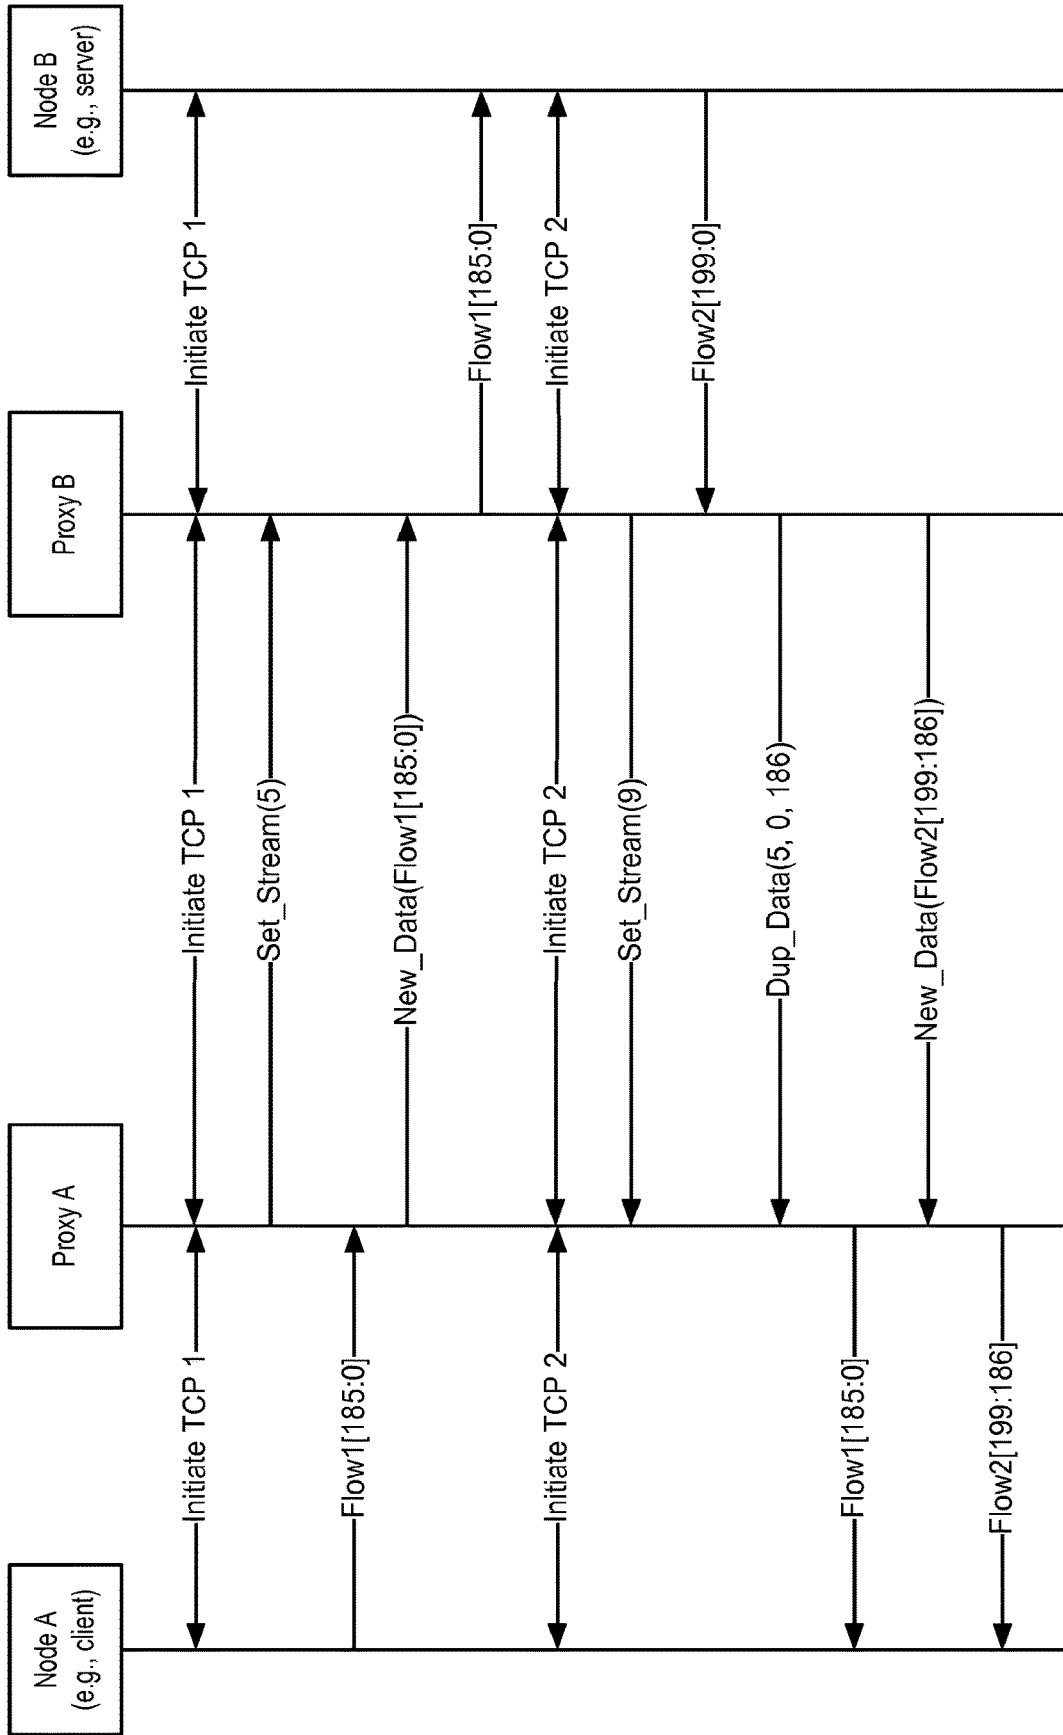 Node A
(e.g., client)
Proxy A
Proxy B
Node B
(e.g., server)
Initiate TCP 1
Initiate TCP 1
Initiate TCP 1
Set_Stream(5)
Flow1[185:0]
New_Data(Flow1[185:0])
Flow1[185:0]
Initiate TCP 2
Initiate TCP 2
Initiate TCP 2
Set_Stream(9)
Flow2[199:0]
Dup_Data(5, 0, 186)
Flow1[185:0]
New_Data(Flow2[199:186])
Flow2[199:186]